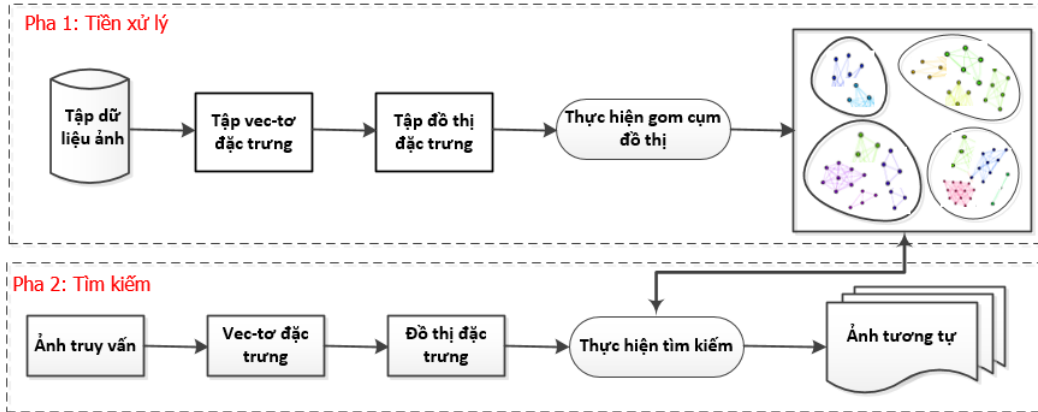 Pha 1: Tiền xử lý
Tập dữ
liệu ảnh
Tập vec-tơ
đặc trưng
Tập đồ thị
đặc trưng
Thực hiện gom cụm
đồ thị
Pha 2: Tìm kiếm
Ảnh truy vấn
Vec-tơ đặc
trưng
Đồ thị đặc
trưng
Thực hiện tìm kiếm
Ảnh tương tự